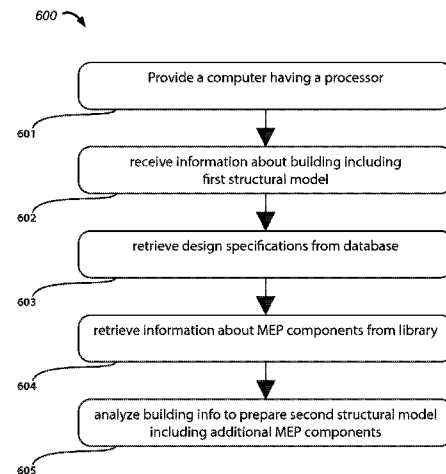 600
Provide a computer having a processor
601
receive information about building including
first structural model
602
retrieve design specifications from database
603
retrieve information about MEP components from library
604
analyze building info to prepare second structural model
including additional MEP components
605